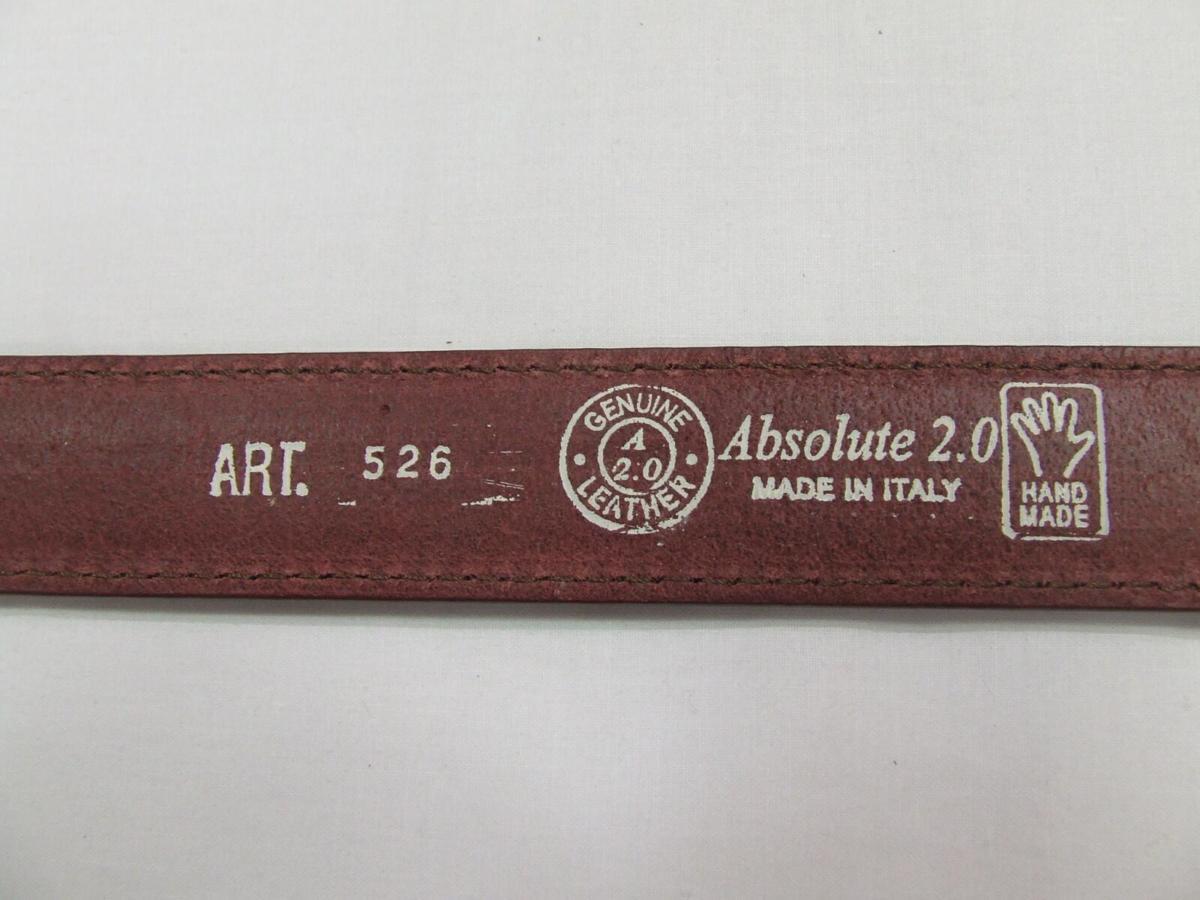 ART. 526
GENUINE
A
2.0
LEATHER
Absolute 2.0
MADE IN ITALY
HAND
MADE